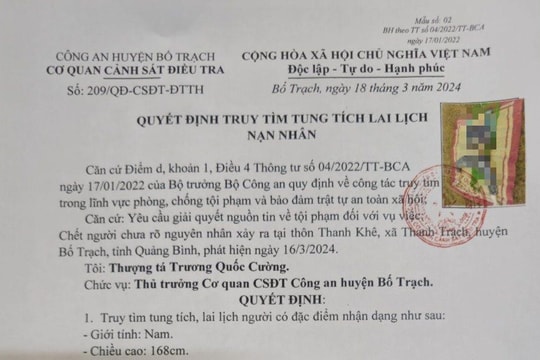 Mẫu số: 02
BH theo TT số 04/2022/TT-BCA
ngày 17/01/2022
CÔNG AN HUYỆN BỐ TRẠCH
CƠ QUAN CẢNH SÁT ĐIỀU TRA
Số: 209/QĐ-CSĐT-ĐTTH
CỘNG HÒA XÃ HỘI CHỦ NGHĨA VIỆT NAM
Độc lập - Tự do - Hạnh phúc
Bố Trạch, ngày 18 tháng 3 năm 2024
QUYẾT ĐỊNH TRUY TÌM TUNG TÍCH LAI LỊCH
NẠN NHÂN
Căn cứ Điểm d, khoản 1, Điều 4 Thông tư số 04/2022/TT-BCA
ngày 17/01/2022 của Bộ trưởng Bộ Công an quy định về công tác truy tìm
trong lĩnh vực phòng, chống tội phạm và bảo đảm trật tự an toàn xã hội;
Căn cứ: Yêu cầu giải quyết nguồn tin về tội phạm đối với vụ việc:
Chết người chưa rõ nguyên nhân xảy ra tại thôn Thanh Khê, xã Thanh Trạch, huyện
Bố Trạch, tỉnh Quảng Bình, phát hiện ngày 16/3/2024.
Tôi: Thượng tá Trương Quốc Cường.
Chức vụ: Thủ trưởng Cơ quan CSĐT Công an huyện Bố Trạch.
QUYẾT ĐỊNH:
1. Truy tìm tung tích, lai lịch người có đặc điểm nhận dạng như sau:
- Giới tính: Nam.
- Chiều cao: 168cm.